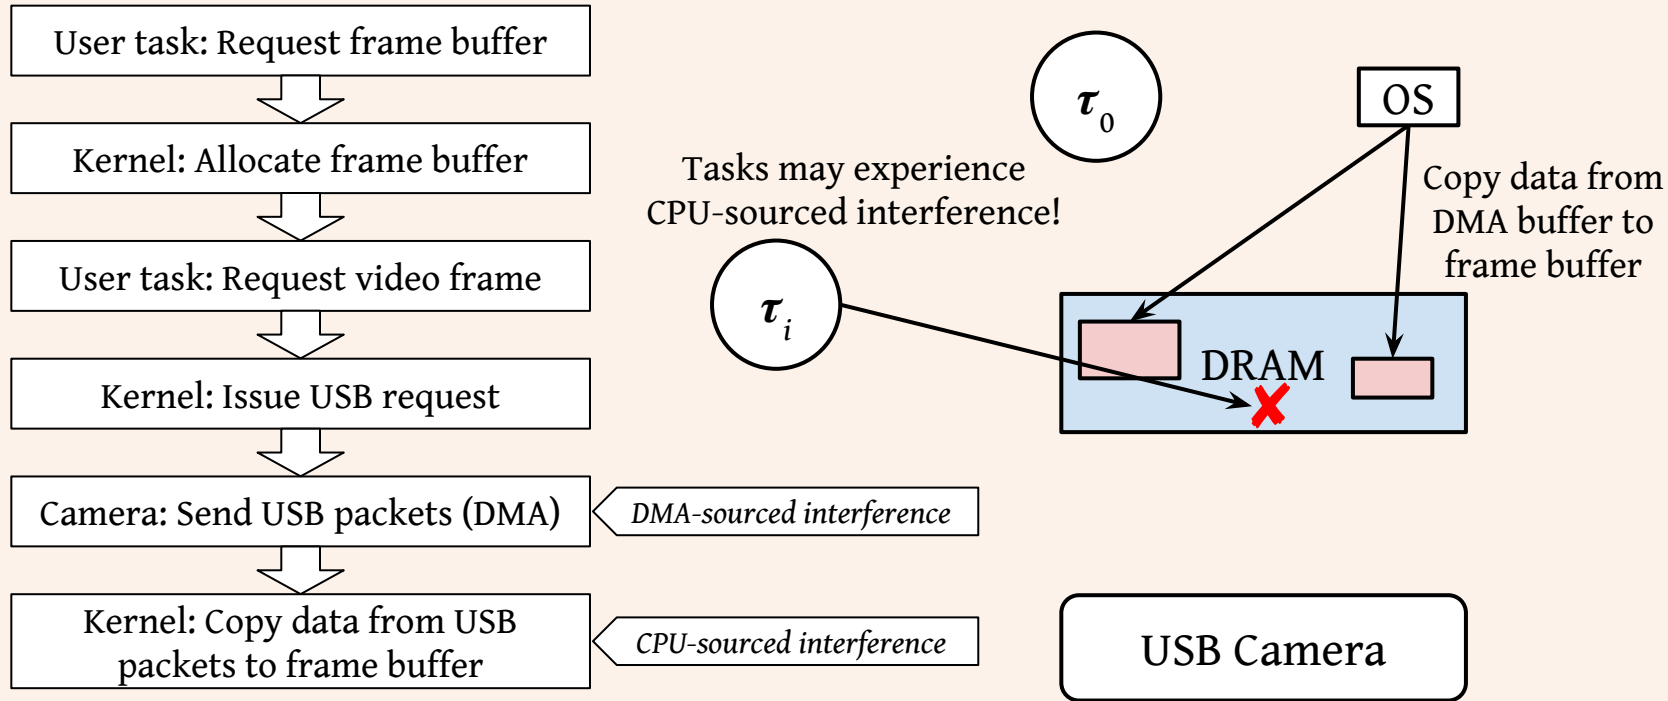 User task: Request frame buffer
Kernel: Allocate frame buffer
User task: Request video frame
Kernel: Issue USB request
Camera: Send USB packets (DMA)
DMA-sourced interference
Kernel: Copy data from USB
packets to frame buffer
CPU-sourced interference
τ0
OS
Tasks may experience
CPU-sourced interference!
Copy data from
DMA buffer to
frame buffer
τi
DRAM
USB Camera